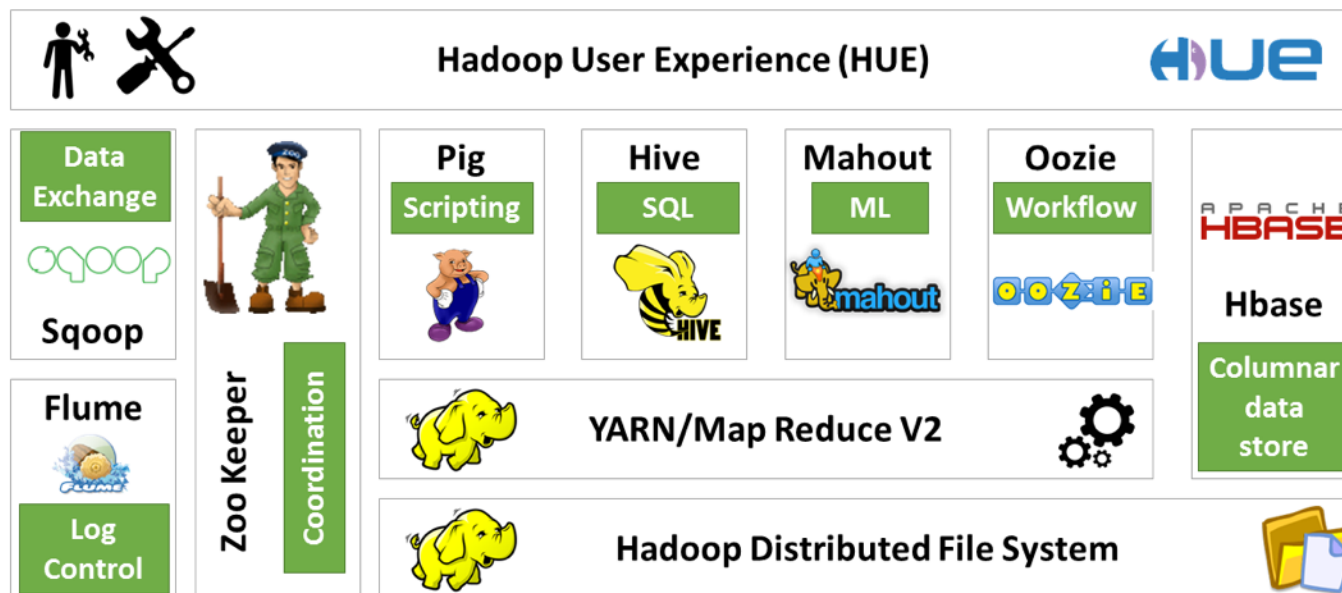 Hadoop User Experience (HUE)
HUE
Data
Exchange
sqoop
Sqoop
Flume
FLUME
Log
Control
ZOO
Zoo Keeper
Coordination
Pig
Scripting
Hive
SQL
HIVE
Mahout
ML
mahout
Oozie
Workflow
OOZiE
APACHE
HBASE
Hbase
Columnar
data
store
YARN/Map Reduce V2
Hadoop Distributed File System